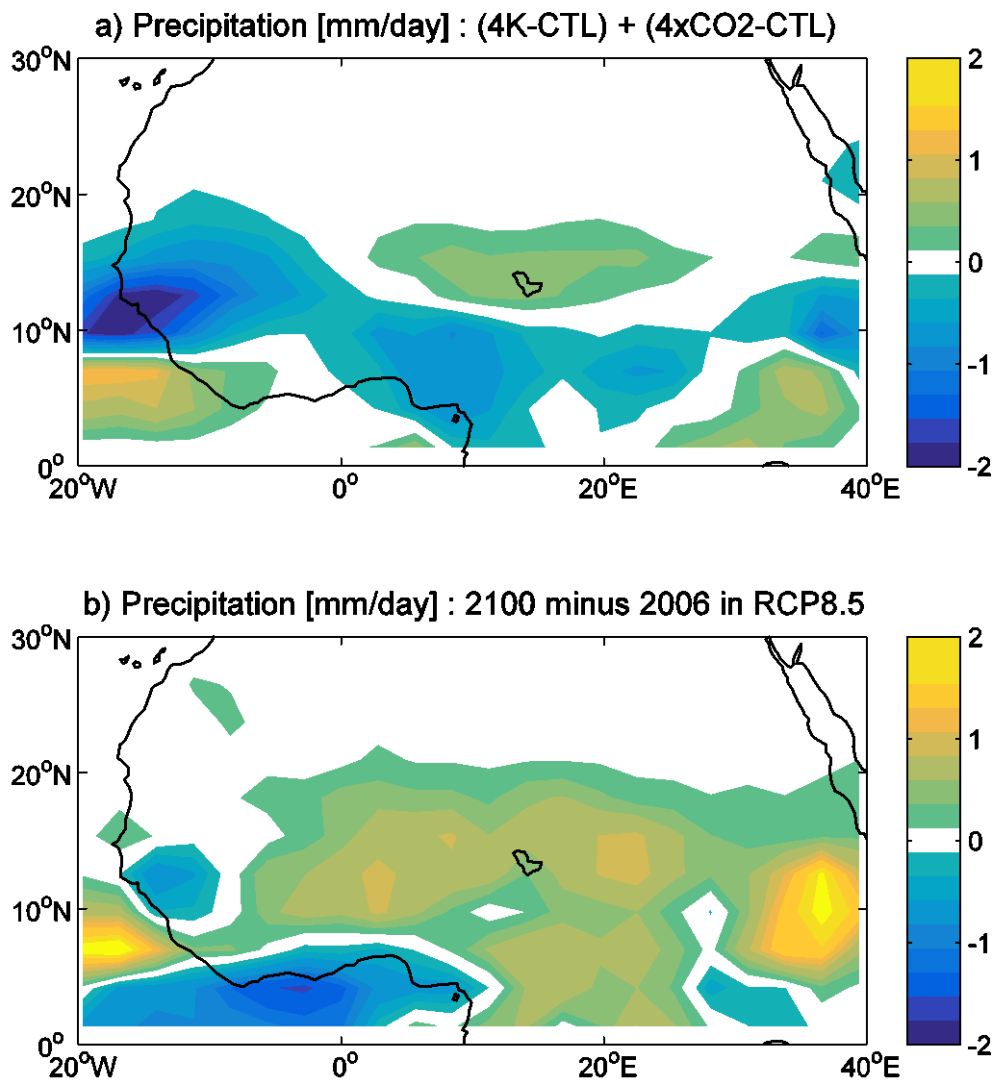 a) Precipitation [mm/day] : (4K-CTL) + (4xCO2-CTL)
30°N
20°N
10°N
0°
20°W
0°
20°E
40°E
2
1
0
-1
-2
b) Precipitation [mm/day] : 2100 minus 2006 in RCP8.5
30°N
20°N
10°N
0°
20°W
0°
20°E
40°E
2
1
0
-1
-2